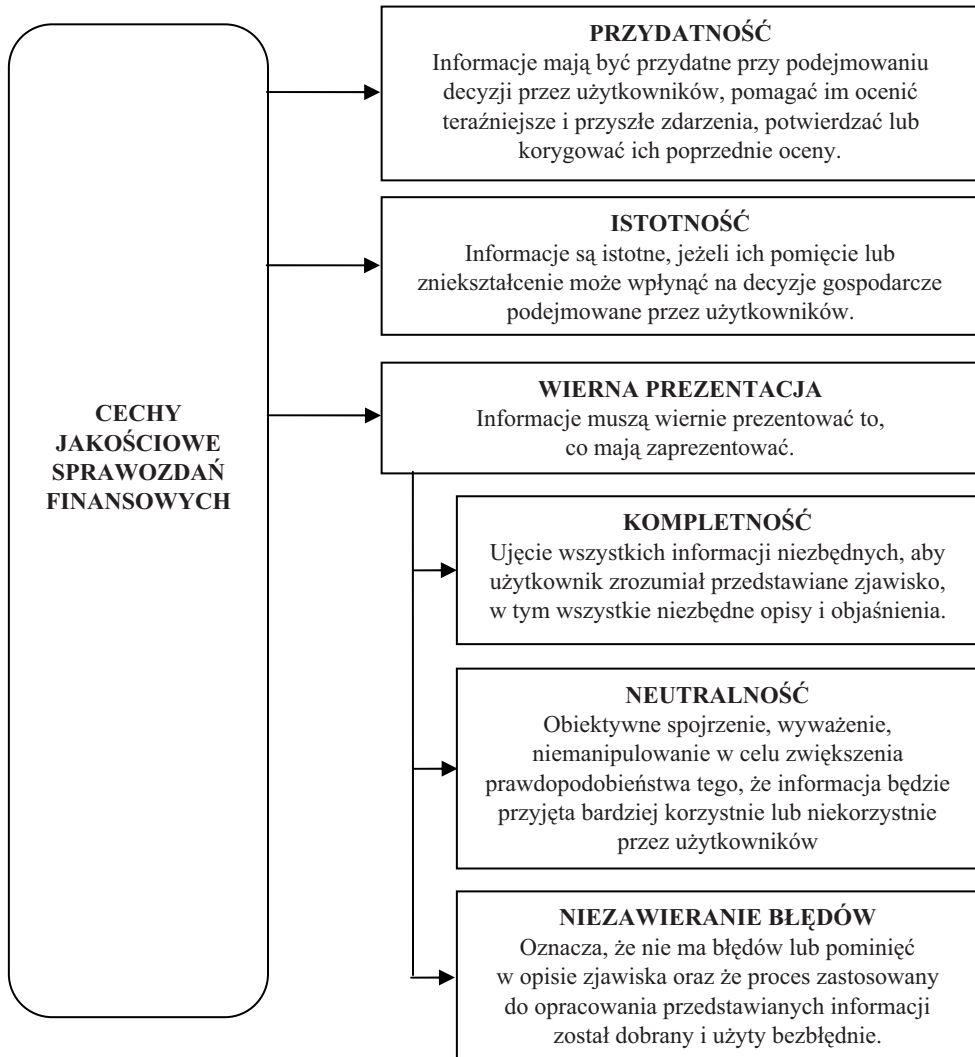 CECHY
JAKOŚCIOWE
SPRAWOZDAŃ
FINANSOWYCH
PRZYDATNOŚĆ
Informacje mają być przydatne przy podejmowaniu
decyzji przez użytkowników, pomagać im ocenić
teraźniejsze i przyszłe zdarzenia, potwierdzać lub
korygować ich poprzednie oceny.
ISTOTNOŚĆ
Informacje są istotne, jeżeli ich pomięcie lub
zniekształcenie może wpłynąć na decyzje gospodarcze
podejmowane przez użytkowników.
WIERNA PREZENTACJA
Informacje muszą wiernie prezentować to,
co mają zaprezentować.
KOMPLETNOŚĆ
Ujęcie wszystkich informacji niezbędnych, aby
użytkownik zrozumiał przedstawiane zjawisko,
w tym wszystkie niezbędne opisy i objaśnienia.
NEUTRALNOŚĆ
Obiektywne spojrzenie, wyważenie,
niemanipulowanie w celu zwiększenia
prawdopodobieństwa tego, że informacja będzie
przyjęta bardziej korzystnie lub niekorzystnie
przez użytkowników
NIEZAWIERANIE BŁĘDÓW
Oznacza, że nie ma błędów lub pominięć
w opisie zjawiska oraz że proces zastosowany
do opracowania przedstawianych informacji
został dobrany i użyty bezbłędnie.